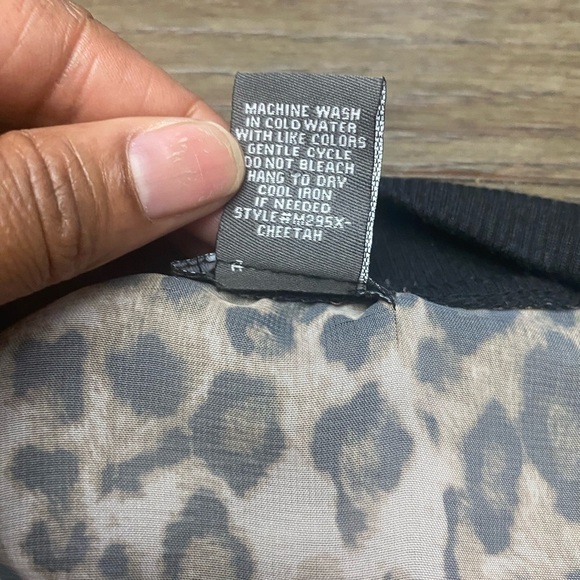 MACHINE WASH
IN COLD WATER
WITH LIKE COLORS
GENTLE CYCLE
DO NOT BLEACH
HANG TO DRY
COOL IRON
IF NEEDED
STYLE#M295X-
CHEETAH